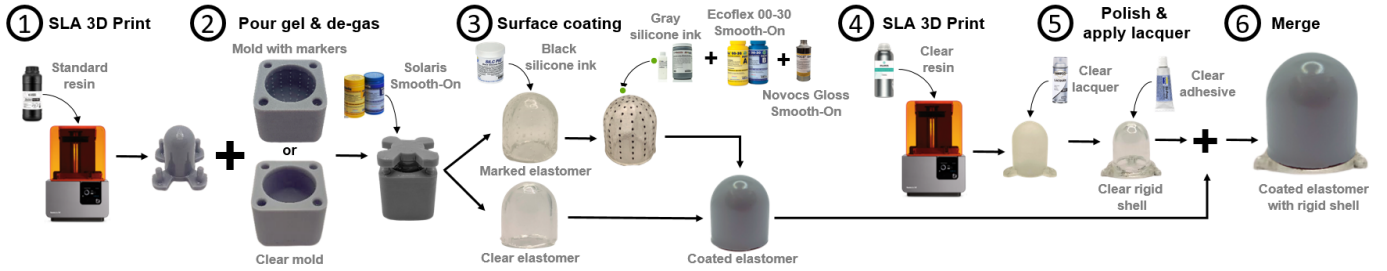 1 SLA 3D Print
Standard
resin
2 Pour gel & de-gas
Mold with markers
or
Clear mold
Solaris
Smooth-On
3 Surface coating
Black
silicone ink
Marked elastomer
Clear elastomer
Gray
silicone ink
Ecoflex 00-30
Smooth-On
Novocs Gloss
Smooth-On
Coated elastomer
4 SLA 3D Print
Clear
resin
5 Polish &
apply lacquer
Clear
lacquer
Clear
adhesive
Clear rigid
shell
6 Merge
Coated elastomer
with rigid shell